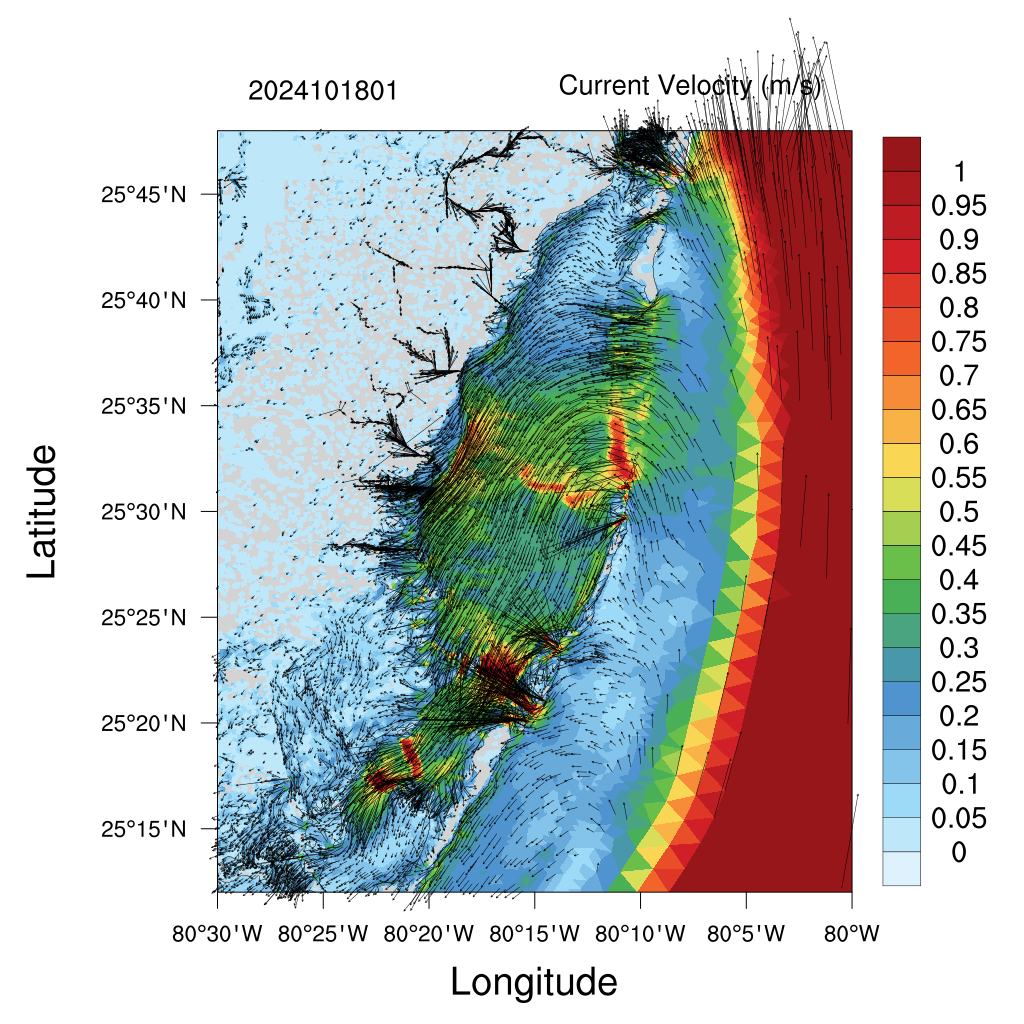 2024101801
Current Velocity (m/s)
25°45'N
25°40'N
25°35'N
25°30'N
25°25'N
25°20'N
25°15'N
Latitude
80°30'W 80°25'W 80°20'W 80°15'W 80°10'W 80°5'W 80°W
Longitude
1
0.95
0.9
0.85
0.8
0.75
0.7
0.65
0.6
0.55
0.5
0.45
0.4
0.35
0.3
0.25
0.2
0.15
0.1
0.05
0